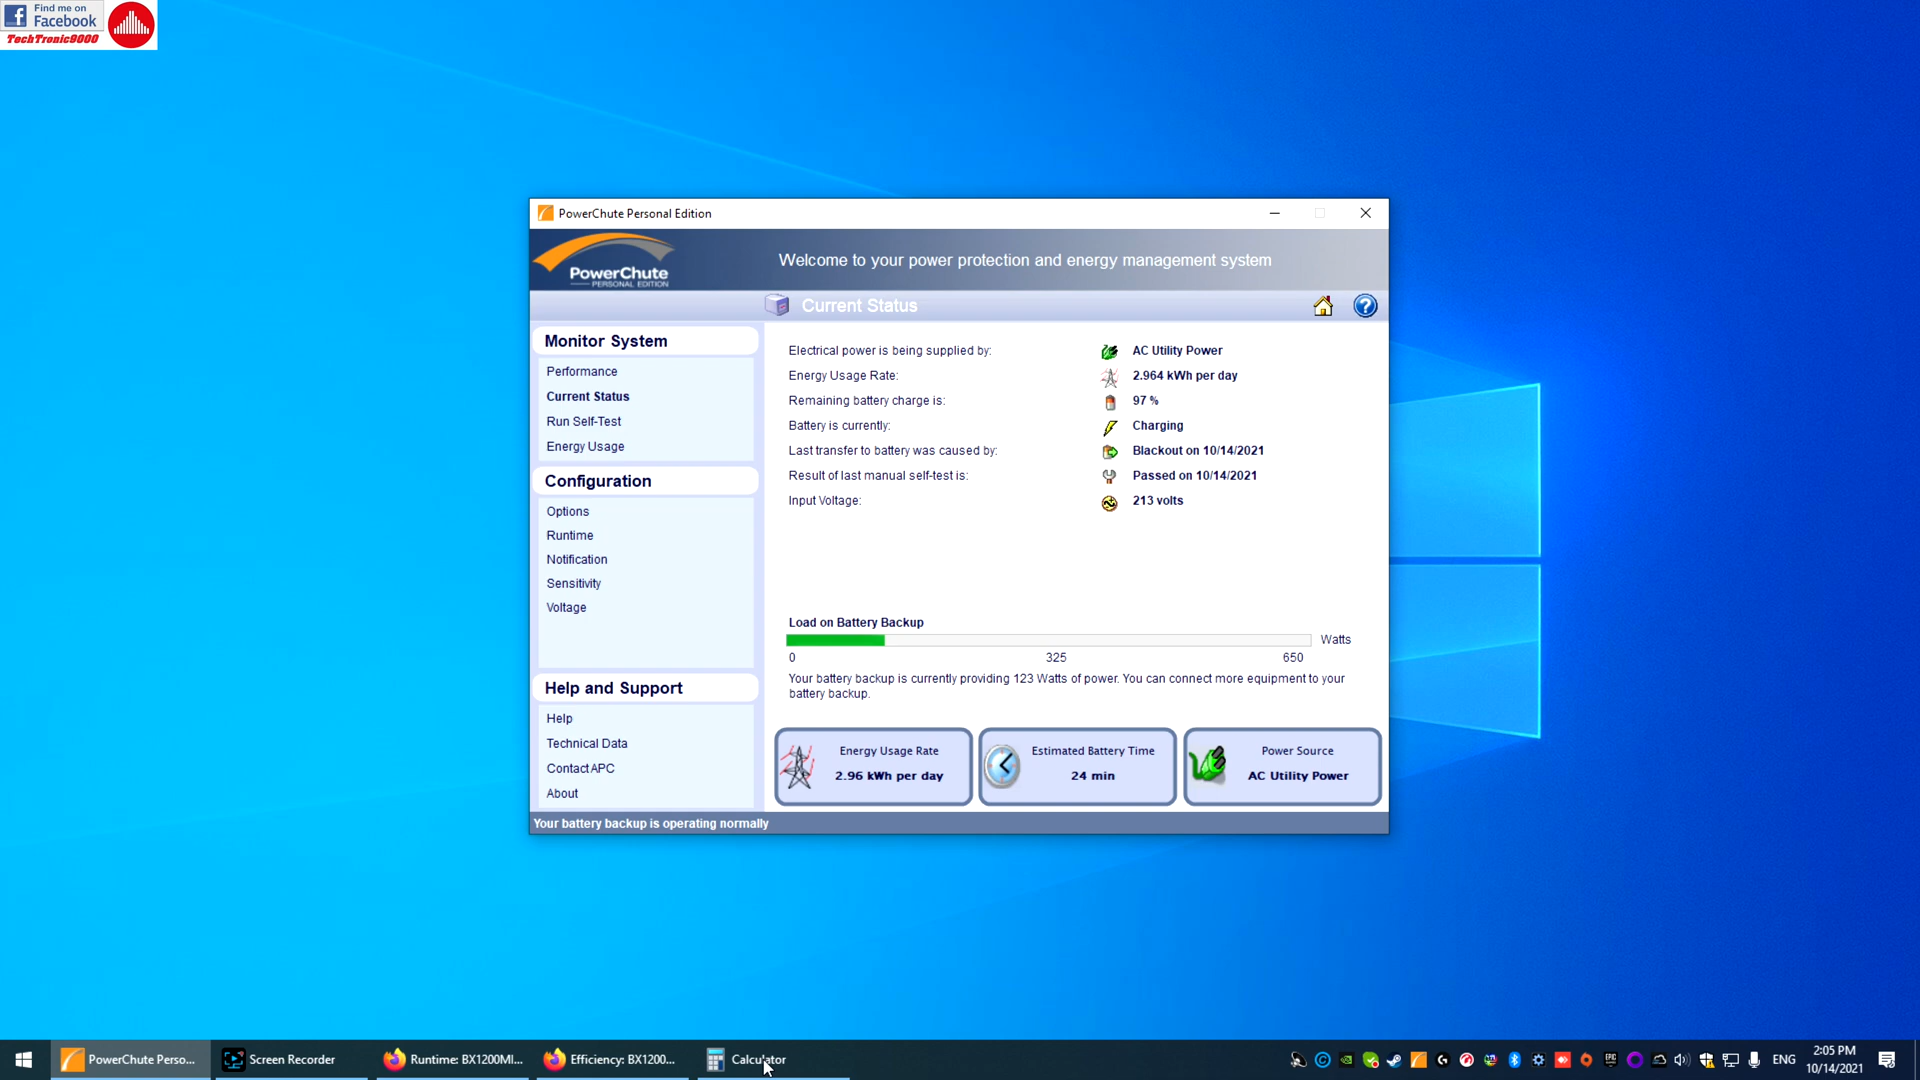 Find me on
Facebook
TechTronic9000
PowerChute Personal Edition
PowerChute
PERSONAL EDITION
Welcome to your power protection and energy management system
Current Status
Monitor System
Performance
Current Status
Run Self-Test
Energy Usage
Configuration
Options
Runtime
Notification
Sensitivity
Voltage
Help and Support
Help
Technical Data
Contact APC
About
Electrical power is being supplied by: AC Utility Power
Energy Usage Rate: 2.964 kWh per day
Remaining battery charge is: 97 %
Battery is currently: Charging
Last transfer to battery was caused by: Blackout on 10/14/2021
Result of last manual self-test is: Passed on 10/14/2021
Input Voltage: 213 volts
Load on Battery Backup
Watts
0 325 650
Your battery backup is currently providing 123 Watts of power. You can connect more equipment to your
battery backup.
Energy Usage Rate
2.96 kWh per day
Estimated Battery Time
24 min
Power Source
AC Utility Power
Your battery backup is operating normally
PowerChute Perso...
Screen Recorder
Runtime: BX1200MI...
Efficiency: BX1200...
Calculator
ENG
2:05 PM
10/14/2021